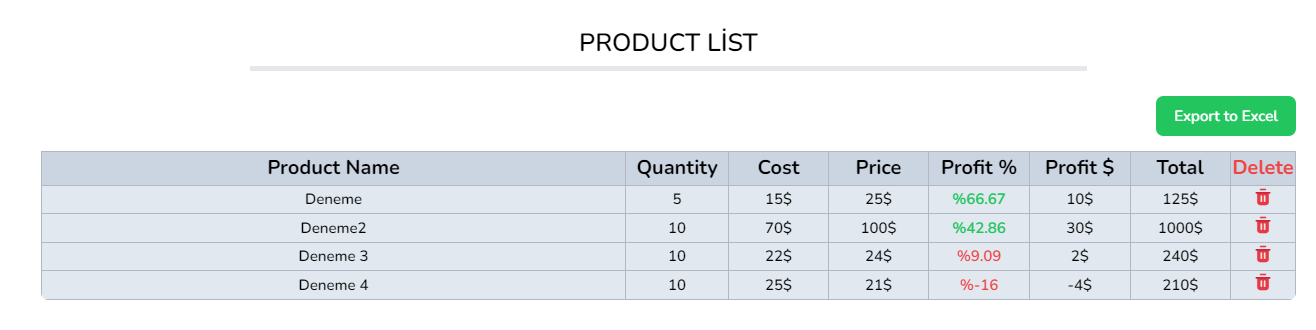 PRODUCT LİST
Export to Excel
Product Name Quantity Cost Price Profit % Profit $ Total Delete
Deneme 5 15$ 25$ %66.67 10$ 125$
Deneme2 10 70$ 100$ %42.86 30$ 1000$
Deneme 3 10 22$ 24$ %9.09 2$ 240$
Deneme 4 10 25$ 21$ %-16 -4$ 210$